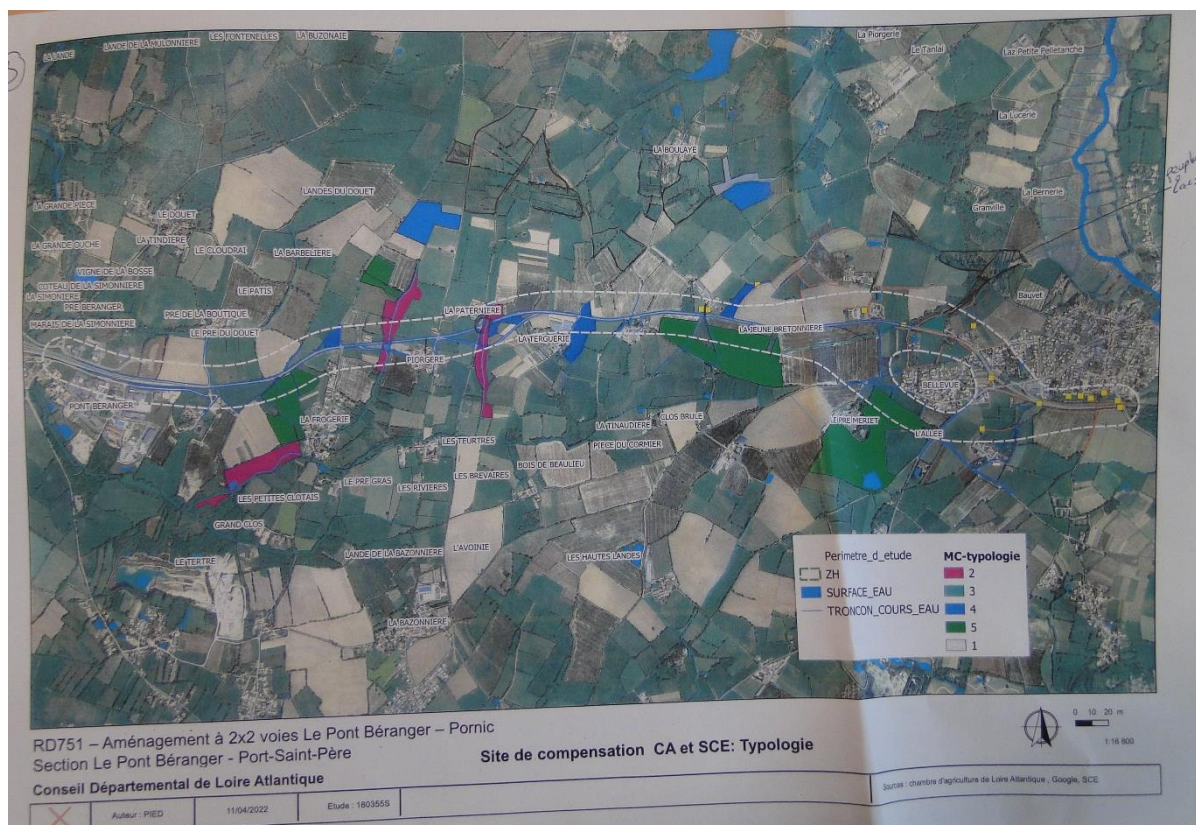 LA LANDE
LANDE DE LA MULONNIERE
LES FONTENELLES
LA BUZONAIE
La Piorgerie
Le Tanlai
Laz Petite Pelletanche
La Lucerie
LA BOULAYE
La Bernerie
Granville
LANDES DU DOUET
LA GRANDE PIECE
LE DOUET
LA TINDIERE
LA GRANDE OUCHE
LE CLOUDRAI
LA BARBELIERE
VIGNE DE LA BOSSE
COTEAU DE LA SIMONNIERE
LA SIMONIERE
LE PATIS
PRE BERANGER
PRE DE LA BOUTIQUE
MARAIS DE LA SIMONNIERE
LE PRE DU DOUET
LA PATERNIERE
Bauvet
LA JEUNE BRETONNIERE
LA TERGUERIE
PIORGERE
BELLEVUE
PONT BERANGER
LA FROGERIE
CLOS BRULE
LA TINAUDIERE
LE PRE MERIET
L'ALLEE
LES TEURTRES
PIECE DU CORMIER
BOIS DE BEAULIEU
LES BREVAIRES
LE PRE GRAS
LES RIVIERES
LES PETITES CLOTAIS
GRAND CLOS
L'AVOINIE
LANDE DE LA BAZONNIERE
LES HAUTES LANDES
LE TERTRE
LA BAZONNIERE
Perimetre_d_etude
ZH
SURFACE_EAU
TRONCON_COURS_EAU
MC-typologie
2
3
4
5
1
RD751 – Aménagement à 2x2 voies Le Pont Béranger – Pornic
Section Le Pont Béranger - Port-Saint-Père
Site de compensation CA et SCE: Typologie
0 10 20 m
1:16 800
Conseil Départemental de Loire Atlantique
Sources : chambre d'agriculture de Loire Atlantique , Google, SCE
Auteur : PIED
11/04/2022
Etude : 160355S